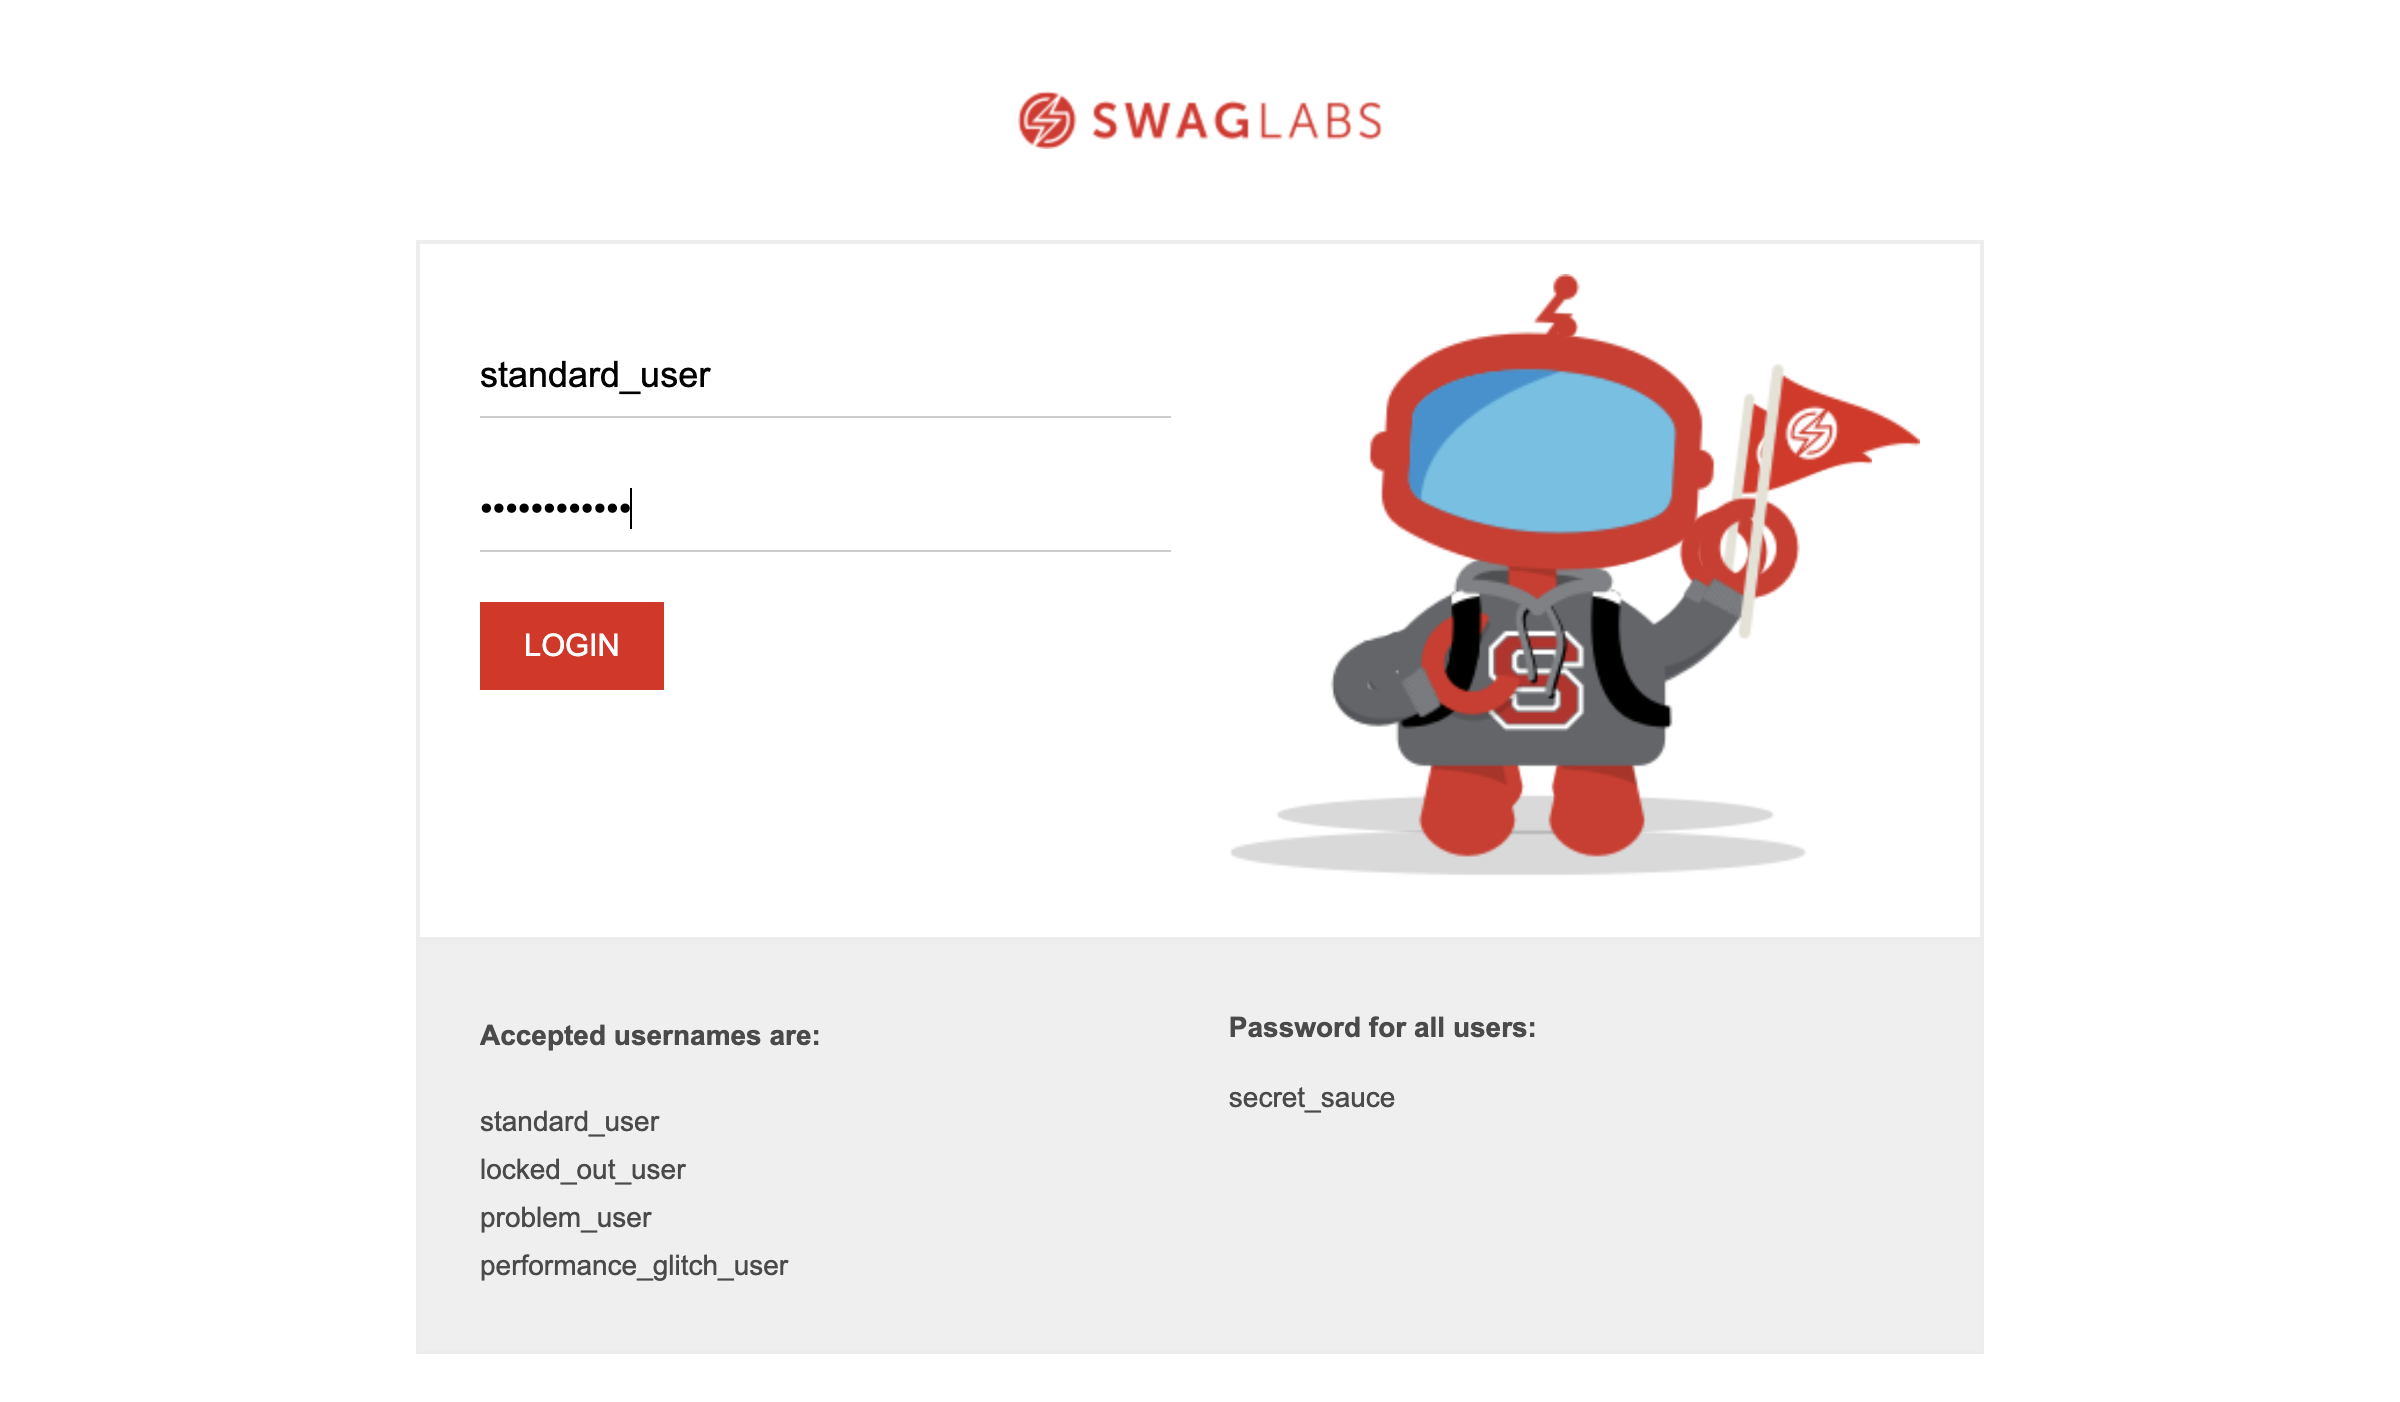 SWAGLABS
standard_user
••••••••••••
LOGIN
S
Accepted usernames are:
standard_user
locked_out_user
problem_user
performance_glitch_user
Password for all users:
secret_sauce